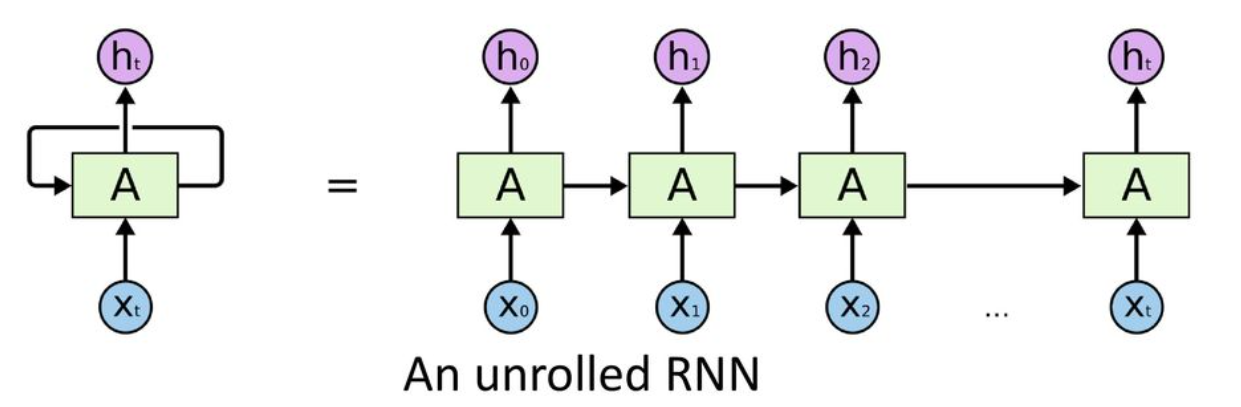 hₜ h₀ h₁ h₂ hₜ
A = A A A A
xₜ x₀ x₁ x₂ ... xₜ
An unrolled RNN